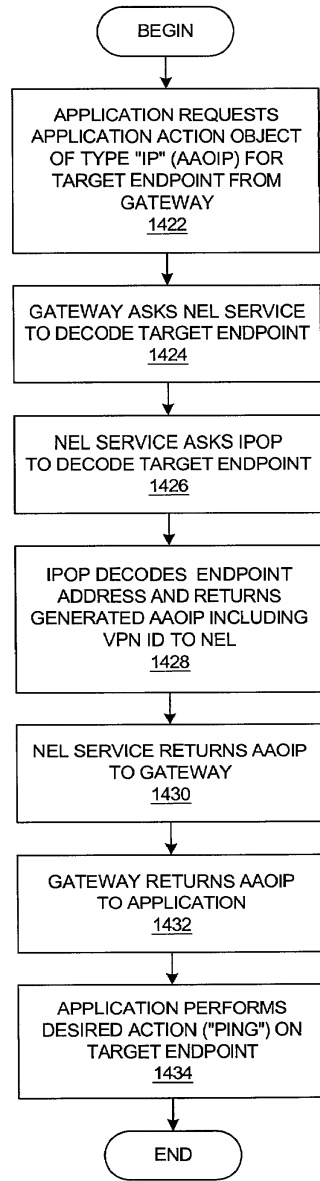 BEGIN
APPLICATION REQUESTS
APPLICATION ACTION OBJECT
OF TYPE "IP" (AAOIP) FOR
TARGET ENDPOINT FROM
GATEWAY
1422
GATEWAY ASKS NEL SERVICE
TO DECODE TARGET ENDPOINT
1424
NEL SERVICE ASKS IPOP
TO DECODE TARGET ENDPOINT
1426
IPOP DECODES ENDPOINT
ADDRESS AND RETURNS
GENERATED AAOIP INCLUDING
VPN ID TO NEL
1428
NEL SERVICE RETURNS AAOIP
TO GATEWAY
1430
GATEWAY RETURNS AAOIP
TO APPLICATION
1432
APPLICATION PERFORMS
DESIRED ACTION ("PING") ON
TARGET ENDPOINT
1434
END